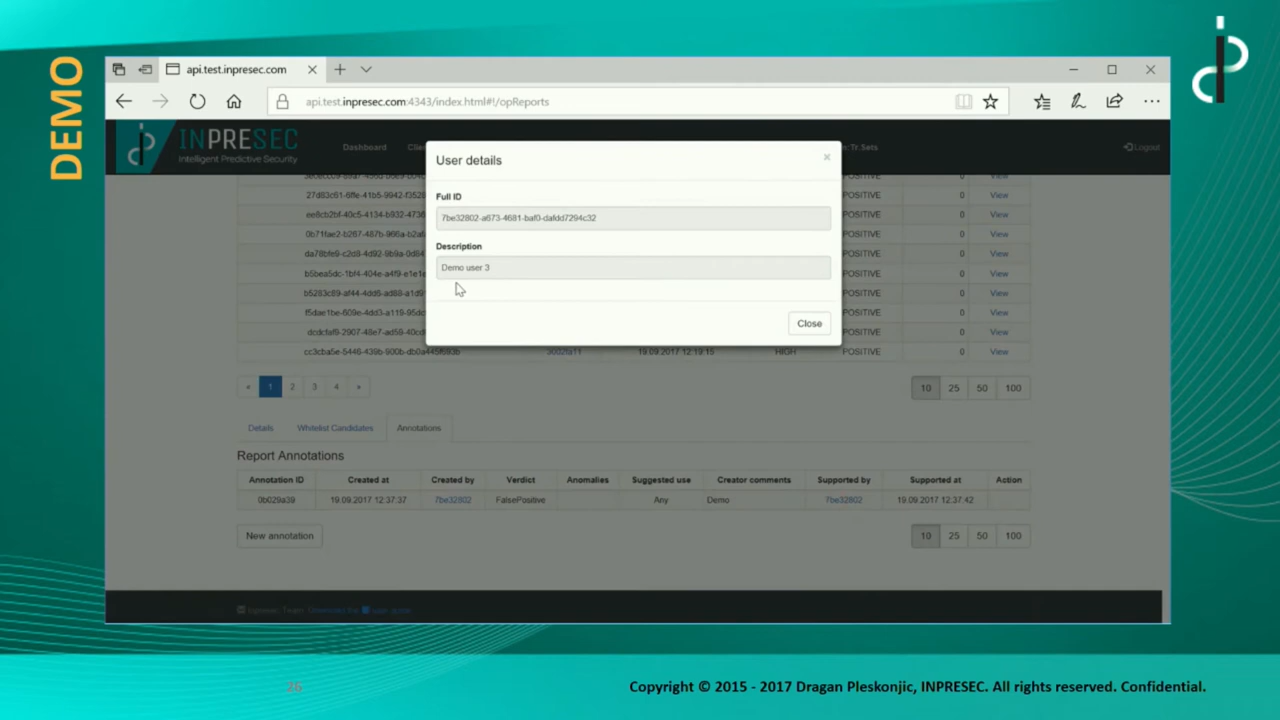 DEMO
api.test.inpresec.com
api.test.inpresec.com:4343/index.html#!/opReports
INPRESEC
Intelligent Predictive Security
Dashboard
Logout
User details
Full ID
7be32802-a673-4681-baf0-dafdd7294c32
Description
Demo user 3
Close
POSITIVE 0 View
27d83c61-6ffe-41b5-9942-f3528 POSITIVE 0 View
ee8cb2bf-40c5-4134-b932-4736 POSITIVE 0 View
0b71fae2-b267-487b-966a-b2a6 POSITIVE 0 View
da78bfe9-c2d8-4d92-9b9a-0d64 POSITIVE 0 View
b5bea5dc-1bf4-404e-a4f9-e1e1e POSITIVE 0 View
b5283c69-af44-4dd6-ad88-a1d9 POSITIVE 0 View
f5dae1be-609e-4dd3-a119-95dc POSITIVE 0 View
dcdcfaf9-2907-48e7-ad59-40cd POSITIVE 0 View
19.09.2017 12:19:15 HIGH POSITIVE 0 View
« 1 2 3 4 » 10 25 50 100
Details Whitelist Candidates Annotations
Report Annotations
Annotation ID Created at Created by Verdict Anomalies Suggested use Creator comments Supported by Supported at Action
0b029a39 19.09.2017 12:37:37 7be32802 FalsePositive Any Demo 7be32802 19.09.2017 12:37:42
New annotation 10 25 50 100
26
Copyright © 2015 - 2017 Dragan Pleskonjic, INPRESEC. All rights reserved. Confidential.